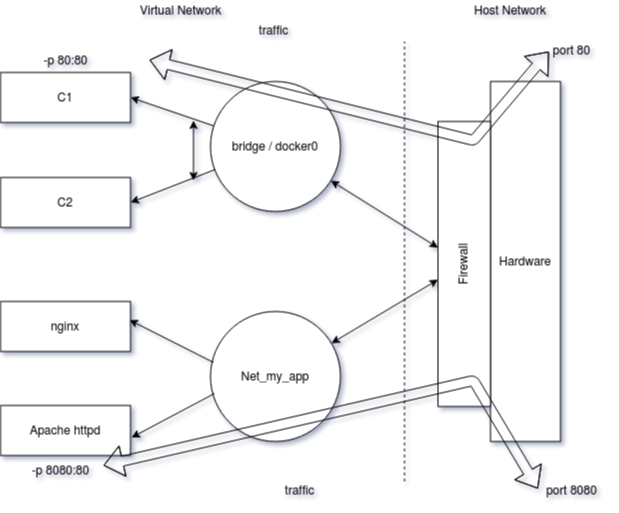 Virtual Network
Host Network
traffic
port 80
-p 80:80
C1
bridge / docker0
C2
Firewall
Hardware
nginx
Net_my_app
Apache httpd
-p 8080:80
traffic
port 8080